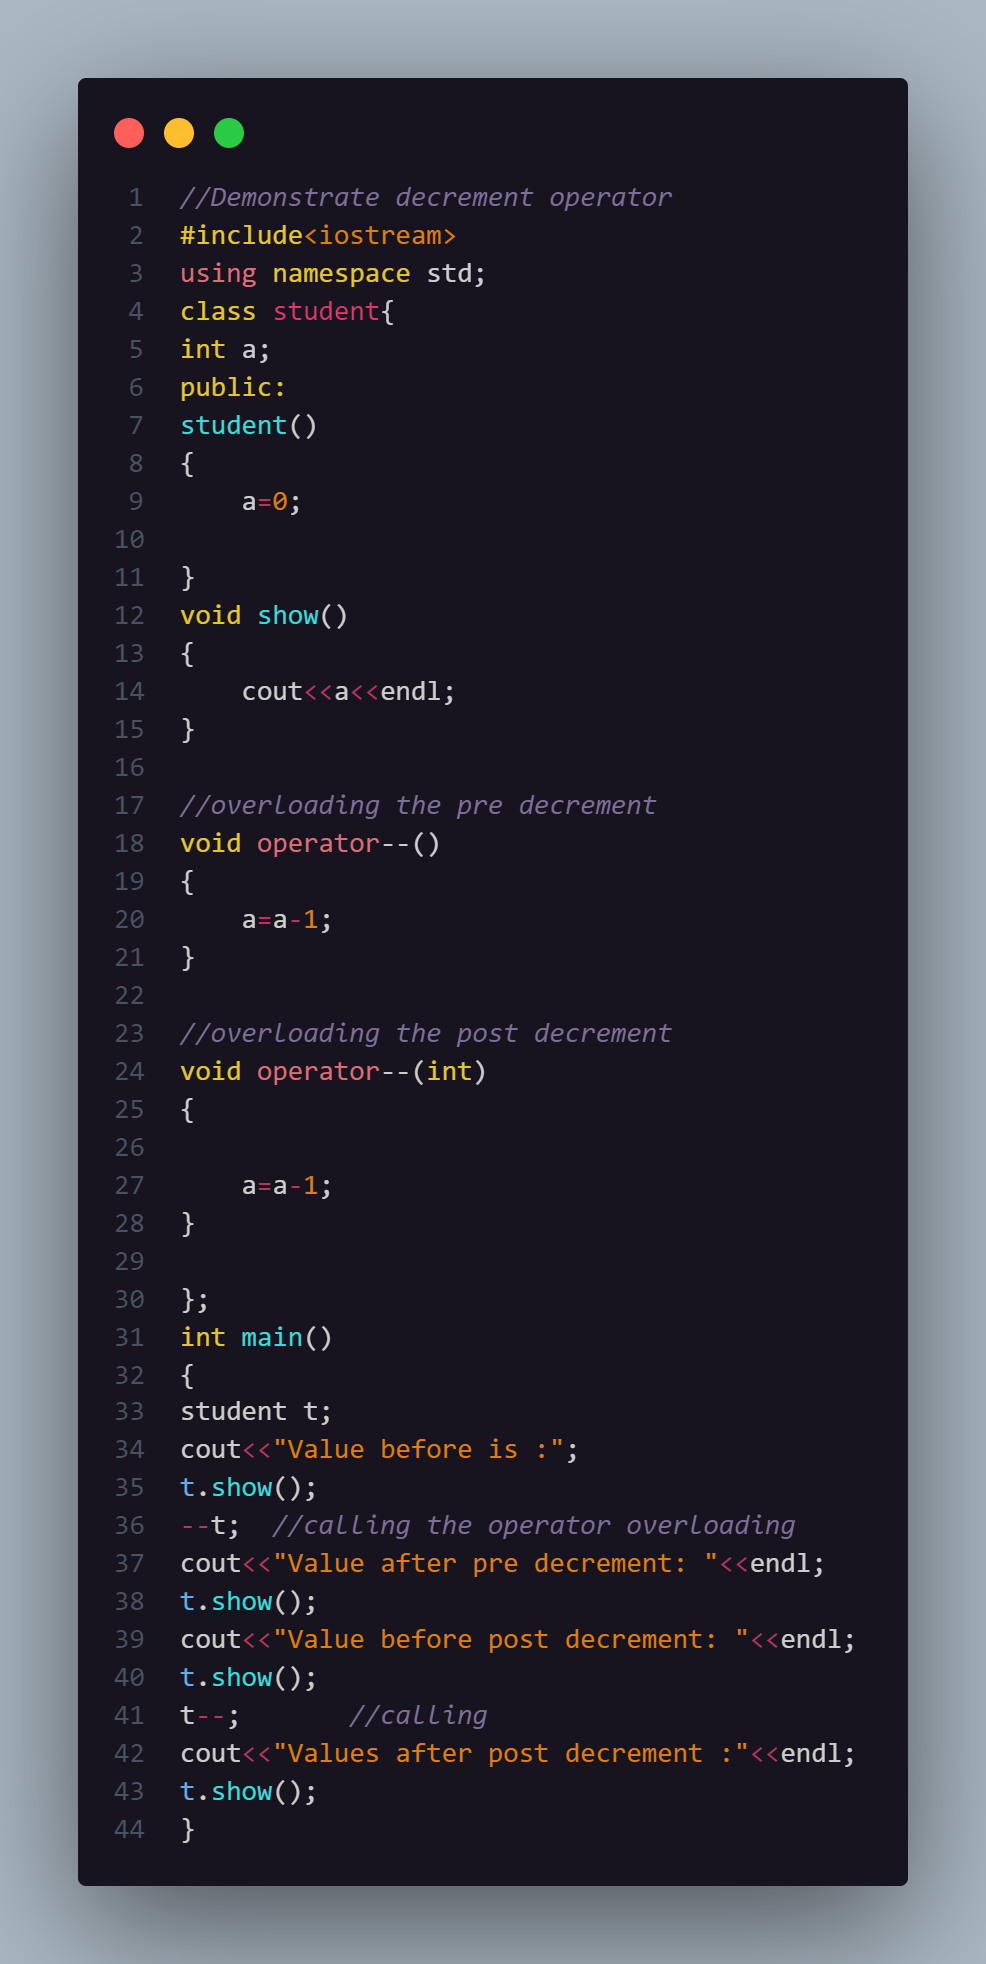 1 //Demonstrate decrement operator
2 #include<iostream>
3 using namespace std;
4 class student{
5 int a;
6 public:
7 student()
8 {
9     a=0;
10
11 }
12 void show()
13 {
14     cout<<a<<endl;
15 }
16
17 //overloading the pre decrement
18 void operator--()
19 {
20     a=a-1;
21 }
22
23 //overloading the post decrement
24 void operator--(int)
25 {
26
27     a=a-1;
28 }
29
30 };
31 int main()
32 {
33 student t;
34 cout<<"Value before is :";
35 t.show();
36 --t;  //calling the operator overloading
37 cout<<"Value after pre decrement: "<<endl;
38 t.show();
39 cout<<"Value before post decrement: "<<endl;
40 t.show();
41 t--;       //calling
42 cout<<"Values after post decrement :"<<endl;
43 t.show();
44 }